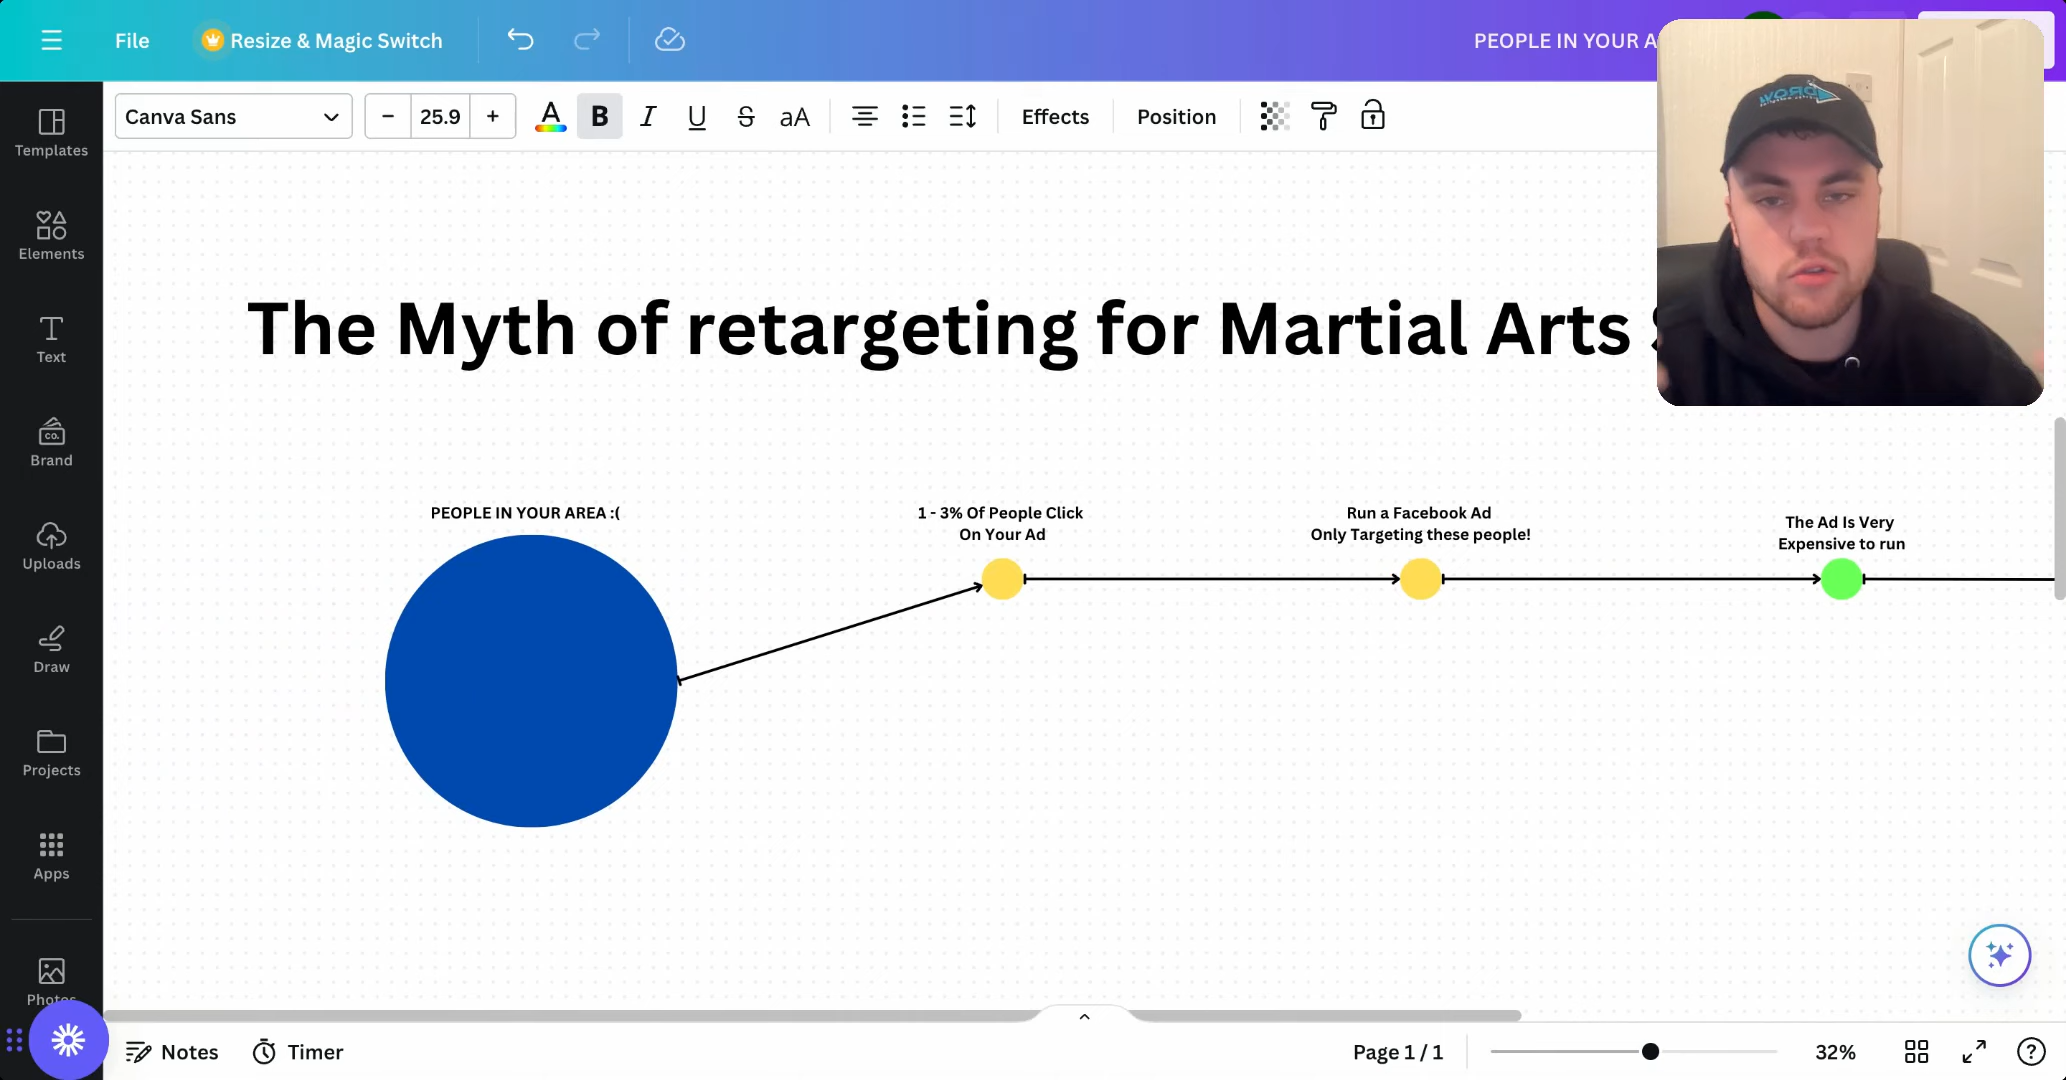 File
Resize & Magic Switch
PEOPLE IN YOUR A
Canva Sans
25.9
A
B
I
U
S
aA
Effects
Position
Templates
Elements
Text
Brand
CO.
Uploads
Draw
Projects
Apps
Photos
The Myth of retargeting for Martial Arts
PEOPLE IN YOUR AREA :(
1 - 3% Of People Click
On Your Ad
Run a Facebook Ad
Only Targeting these people!
The Ad Is Very
Expensive to run
Notes
Timer
Page 1 / 1
32%